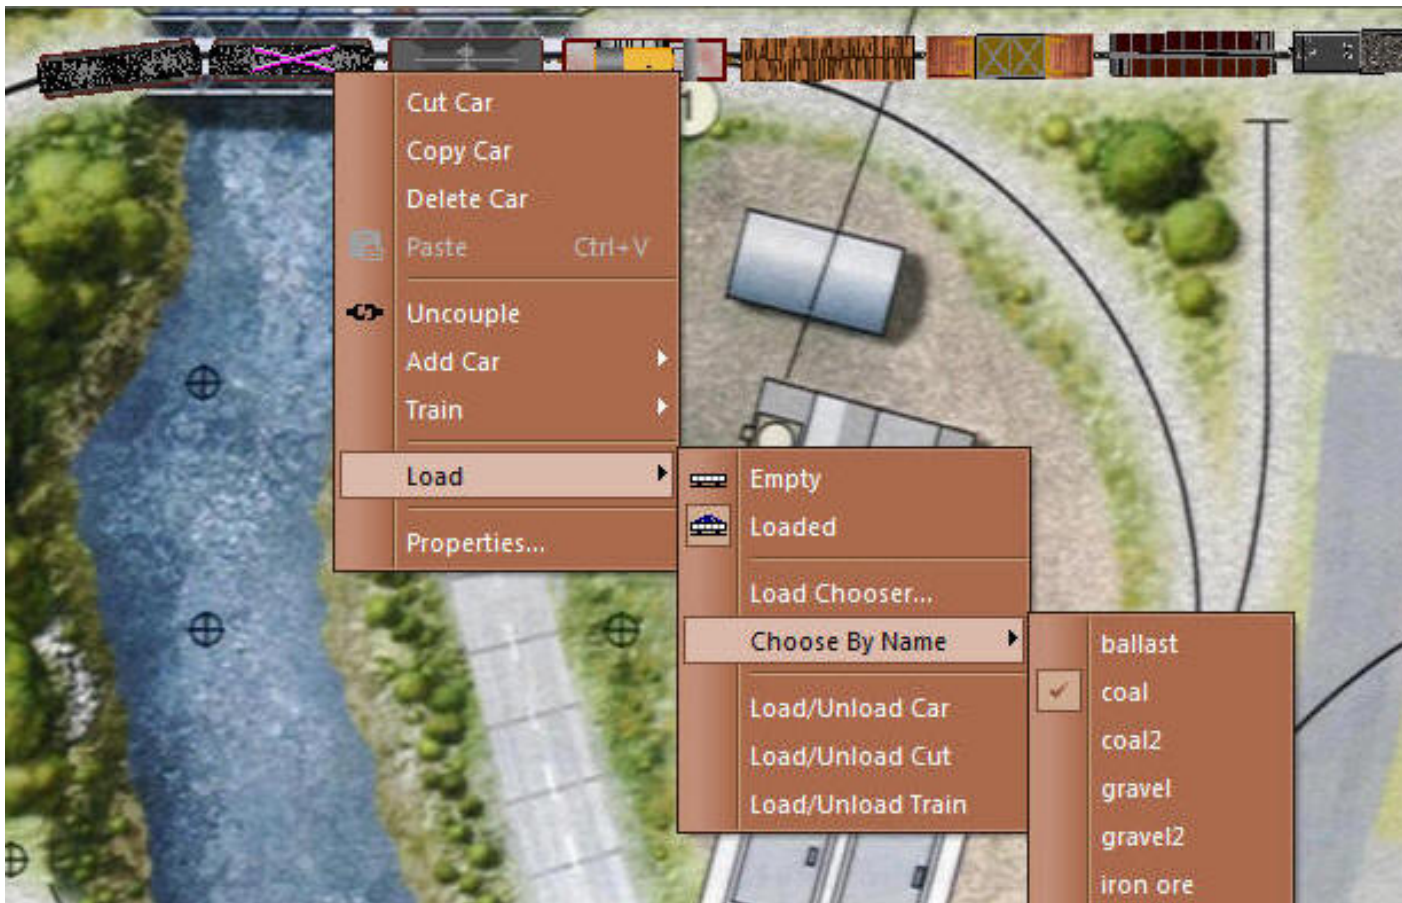 1
Cut Car
Copy Car
Delete Car
Paste Ctrl+V
Uncouple
Add Car
Train
Load
Properties...
Empty
Loaded
Load Chooser...
Choose By Name
Load/Unload Car
Load/Unload Cut
Load/Unload Train
ballast
coal
coal2
gravel
gravel2
iron ore